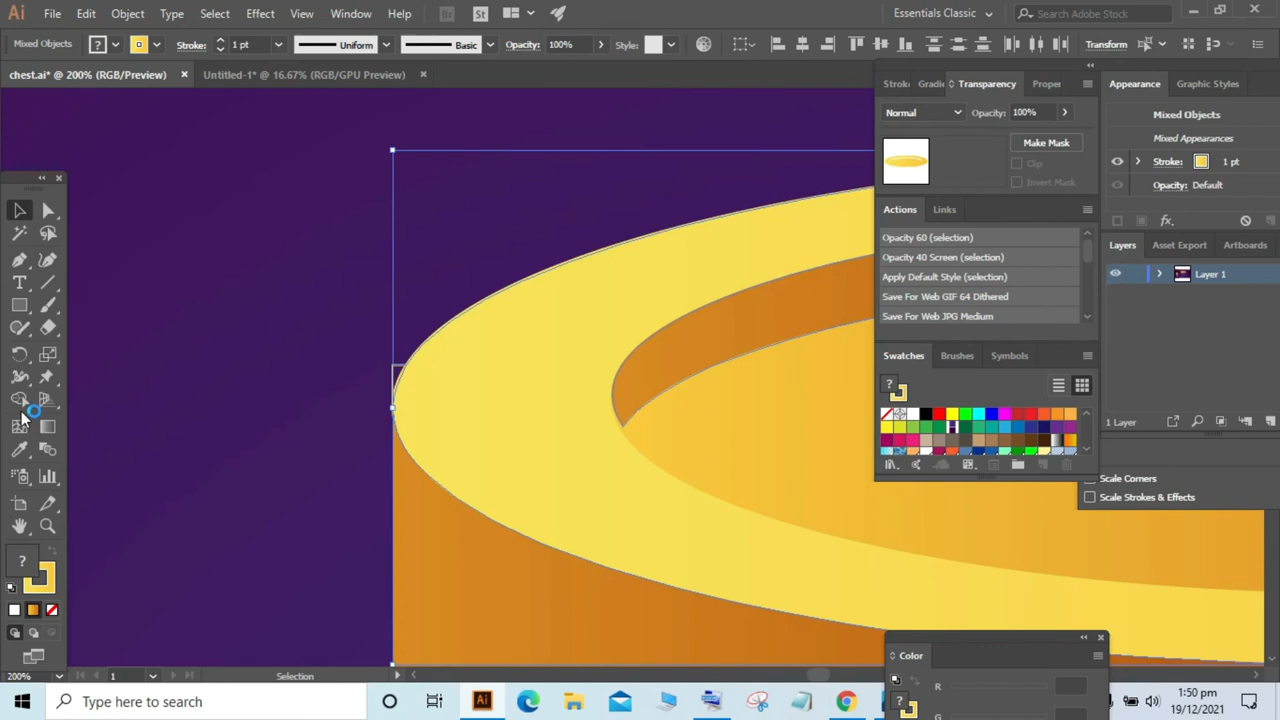 Ai File Edit Object Type Select Effect View Window Help Br St Essentials Classic Search Adobe Stock
Mixed Objects ? Stroke: 1 pt Uniform Basic Opacity: 100% Style: Transform
chest.ai* @ 200% (RGB/Preview) Untitled-1* @ 16.67% (RGB/GPU Preview)
Stroke Gradi Transparency Proper Appearance Graphic Styles
Normal Opacity: 100% Mixed Objects
Make Mask Mixed Appearances
Clip Stroke: 1 pt
Invert Mask Opacity: Default
Actions Links
Opacity 60 (selection)
Opacity 40 Screen (selection) Layers Asset Export Artboards
Apply Default Style (selection) Layer 1
Save For Web GIF 64 Dithered
Save For Web JPG Medium
Swatches Brushes Symbols
?
1 Layer
Scale Corners
Scale Strokes & Effects
?
Color
200% 1 Selection R
G
Type here to search Ai 1:50 pm
19/12/2021